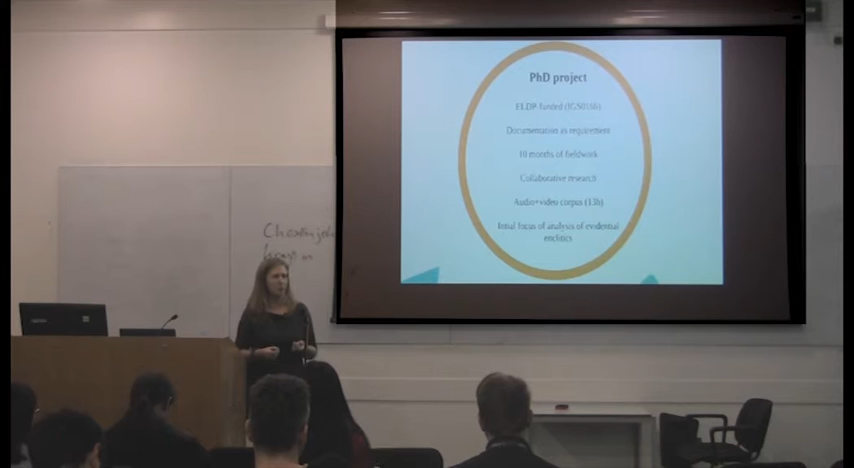 PhD project
ELDP-funded (IGS0166)
Documentation as requirement
10 months of fieldwork
Collaborative research
Audio+video corpus (13h)
Initial focus of analysis of evidential
enclitics